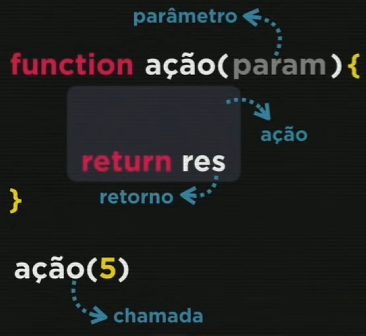 parâmetro
function ação(param){
ação
return res
retorno
}
ação(5)
chamada